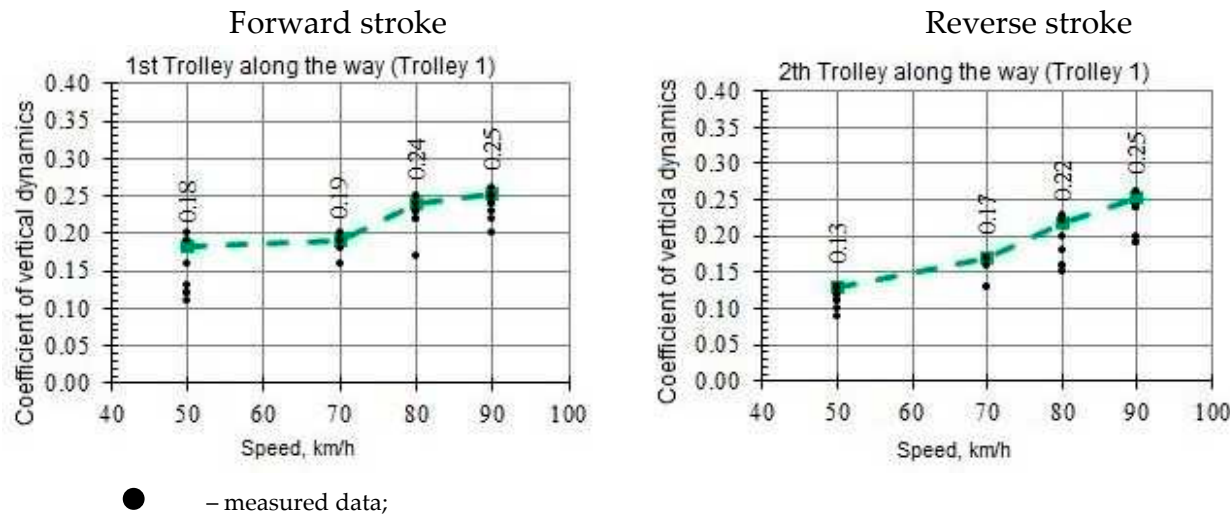 Forward stroke
1st Trolley along the way (Trolley 1)
Coefficient of vertical dynamics
0.40
0.35
0.30
0.25
0.20
0.15
0.10
0.05
0.00
0.18
0.19
0.24
0.25
40 50 60 70 80 90 100
Speed, km/h
Reverse stroke
2th Trolley along the way (Trolley 1)
Coefficient of verticla dynamics
0.40
0.35
0.30
0.25
0.20
0.15
0.10
0.05
0.00
0.13
0.17
0.22
0.25
40 50 60 70 80 90 100
Speed, km/h
– measured data;